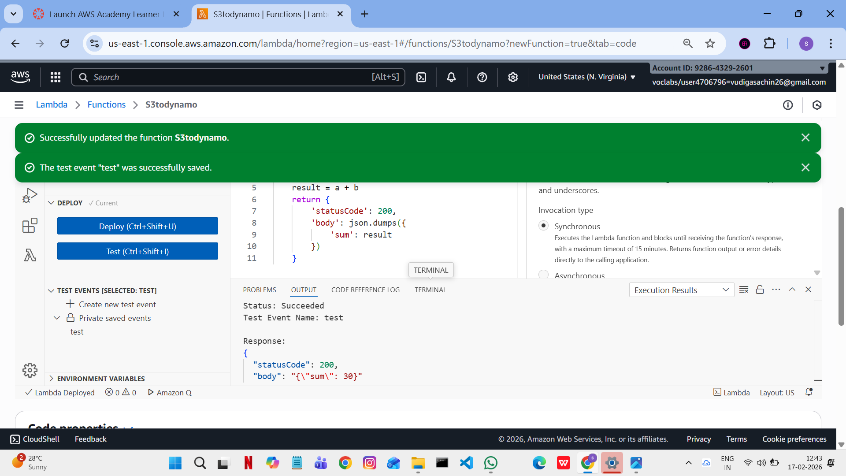 Launch AWS Academy Learner
S3todynamo | Functions | Lamb
us-east-1.console.aws.amazon.com/lambda/home?region=us-east-1#/functions/S3todynamo?newFunction=true&tab=code
S
aws
Search
[Alt+S]
United States (N. Virginia)
Account ID: 9286-4329-2601
voclabs/user4706796=vudigasachin26@gmail.com
Lambda
Functions
S3todynamo
Successfully updated the function S3todynamo.
The test event "test" was successfully saved.
and underscores.
DEPLOY
Current
Deploy (Ctrl+Shift+U)
Test (Ctrl+Shift+I)
TEST EVENTS [SELECTED: TEST]
Create new test event
Private saved events
test
ENVIRONMENT VARIABLES
5 result = a + b
6 return {
7 'statusCode': 200,
8 'body': json.dumps({
9 'sum': result
10 })
11 }
Invocation type
Synchronous
Executes the Lambda function and blocks until receiving the function's response,
with a maximum timeout of 15 minutes. Returns function output or error details
directly to the calling application.
Asynchronous
TERMINAL
PROBLEMS
OUTPUT
CODE REFERENCE LOG
TERMINAL
Execution Results
Status: Succeeded
Test Event Name: test
Response:
{
"statusCode": 200,
"body": "{\"sum\": 30}"
Lambda Deployed
0
0
Amazon Q
Lambda
Layout: US
CloudShell
Feedback
© 2026, Amazon Web Services, Inc. or its affiliates.
Privacy
Terms
Cookie preferences
2
28°C
Sunny
ENG
IN
12:43
17-02-2026